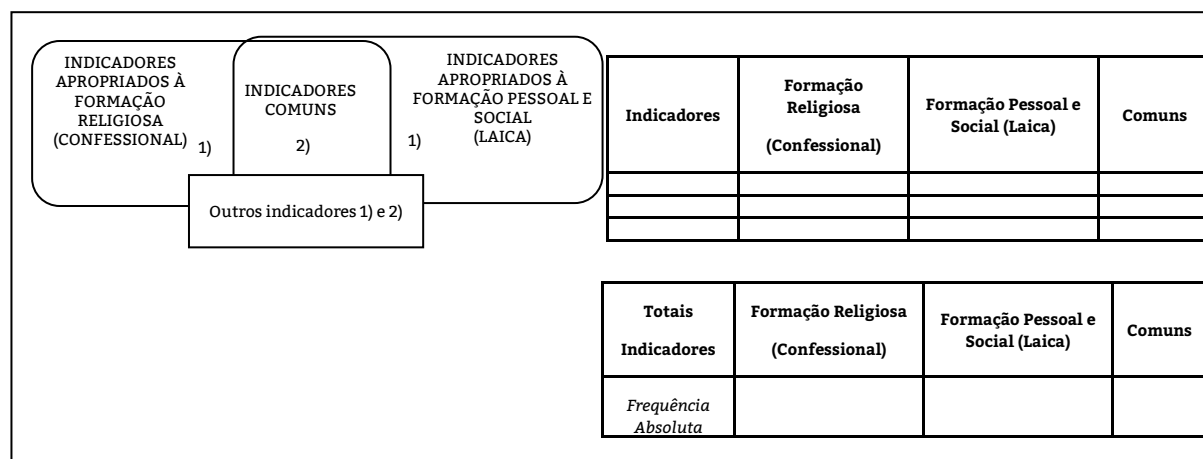 INDICADORES
APROPRIADOS À
FORMAÇÃO
RELIGIOSA
(CONFESSIONAL) 1)
INDICADORES
COMUNS
2)
INDICADORES
APROPRIADOS À
FORMAÇÃO PESSOAL E
SOCIAL
1) (LAICA)
Outros indicadores 1) e 2)
Indicadores
Formação
Religiosa
(Confessional)
Formação Pessoal e
Social (Laica)
Comuns
Totais
Indicadores
Formação Religiosa
(Confessional)
Formação Pessoal e
Social (Laica)
Comuns
Frequência
Absoluta